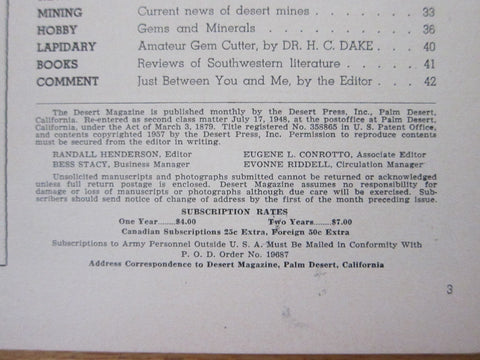 MINING Current news of desert mines . . . . . . . 33
HOBBY Gems and Minerals . . . . . . . . . . 36
LAPIDARY Amateur Gem Cutter, by DR. H. C. DAKE . . . . 40
BOOKS Reviews of Southwestern literature . . . . . 41
COMMENT Just Between You and Me, by the Editor . . . . 42
The Desert Magazine is published monthly by the Desert Press, Inc., Palm Desert,
California. Re-entered as second class matter July 17, 1948, at the postoffice at Palm Desert,
California, under the Act of March 3, 1879. Title registered No. 358865 in U. S. Patent Office,
and contents copyrighted 1957 by the Desert Press, Inc. Permission to reproduce contents
must be secured from the editor in writing.
RANDALL HENDERSON, Editor EUGENE L. CONROTTO, Associate Editor
BESS STACY, Business Manager EVONNE RIDDELL, Circulation Manager
Unsolicited manuscripts and photographs submitted cannot be returned or acknowledged
unless full return postage is enclosed. Desert Magazine assumes no responsibility for
damage or loss of manuscripts or photographs although due care will be exercised. Sub-
scribers should send notice of change of address by the first of the month preceding issue.
SUBSCRIPTION RATES
One Year.....$4.00 Two Years.....$7.00
Canadian Subscriptions 25c Extra, Foreign 50c Extra
Subscriptions to Army Personnel Outside U. S. A. Must Be Mailed in Conformity With
P. O. D. Order No. 19687
Address Correspondence to Desert Magazine, Palm Desert, California
3